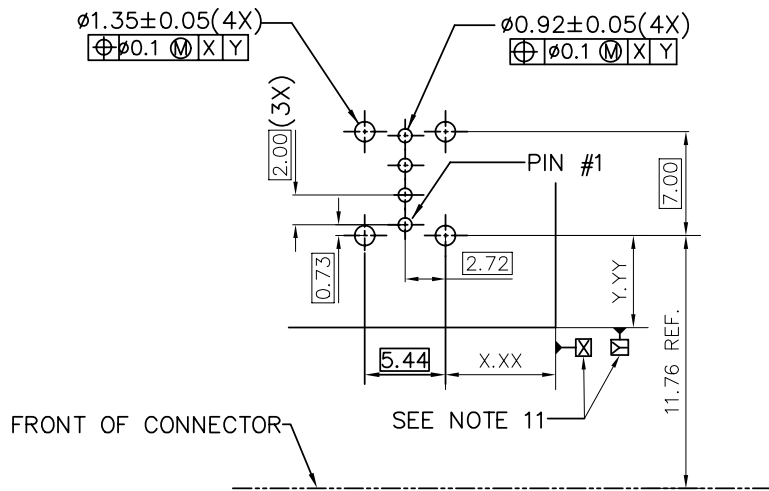 ø1.35±0.05(4X)
⌖ ø0.1 Ⓜ X Y
ø0.92±0.05(4X)
⌖ ø0.1 Ⓜ X Y
2.00 (3X)
PIN #1
7.00
0.73
2.72
Y.YY
5.44
X.XX
X
Y
11.76 REF.
SEE NOTE 11
FRONT OF CONNECTOR